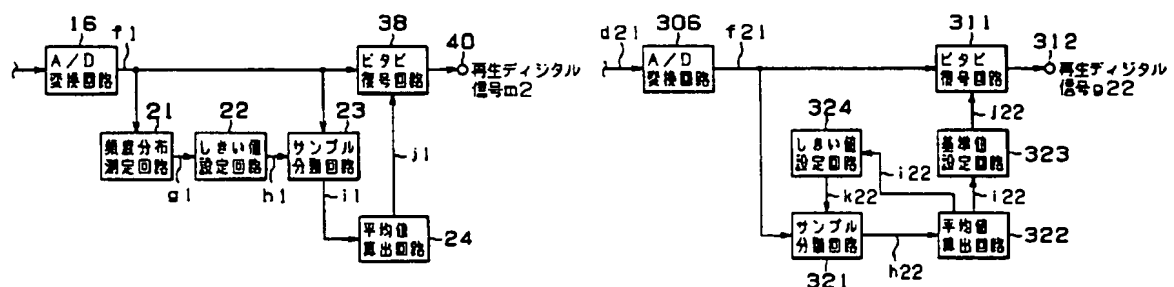 16
f1
A/D
変換回路
38
ビタビ
復号回路
40
再生ディジタル
信号m2
21
頻度分布
測定回路
g1
22
しきい値
設定回路
h1
23
サンプル
分類回路
i1
j1
平均値
算出回路
24
d21
306
A/D
変換回路
f21
311
ビタビ
復号回路
312
再生ディジタル
信号g22
j22
324
しきい値
設定回路
i22
k22
基準値
設定回路
323
i22
サンプル
分類回路
321
h22
平均値
算出回路
322